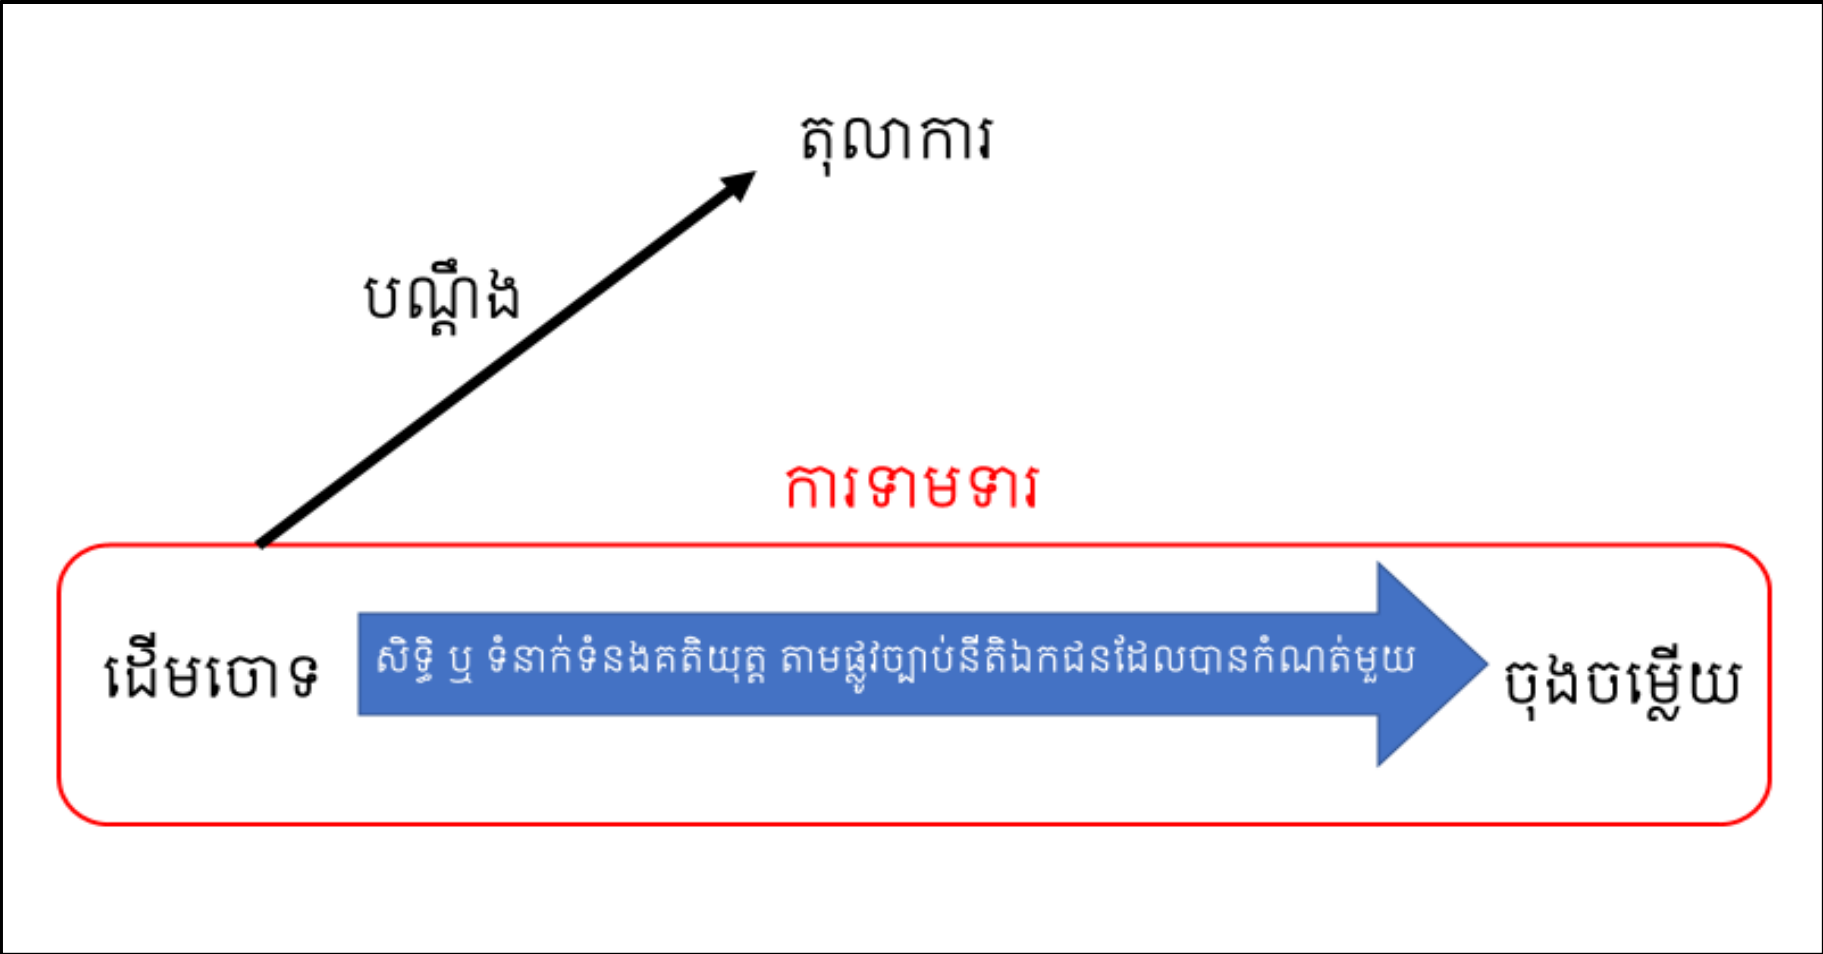 តុលាការ
បណ្ដឹង
ការទាមទារ
ដើមចោទ
សិទ្ធិ ឬ ទំនាក់ទំនងគតិយុត្ត តាមផ្លូវច្បាប់នីតិឯកជនដែលបានកំណត់មួយ
ចុងចម្លើយ